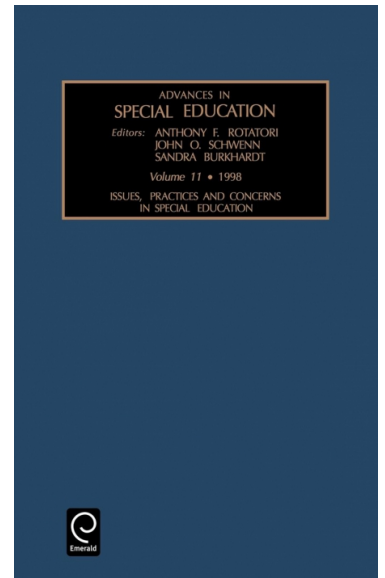 ADVANCES IN
SPECIAL EDUCATION
Editors: ANTHONY F. ROTATORI
JOHN O. SCHWENN
SANDRA BURKHARDT
Volume 11 • 1998
ISSUES, PRACTICES AND CONCERNS
IN SPECIAL EDUCATION
Emerald